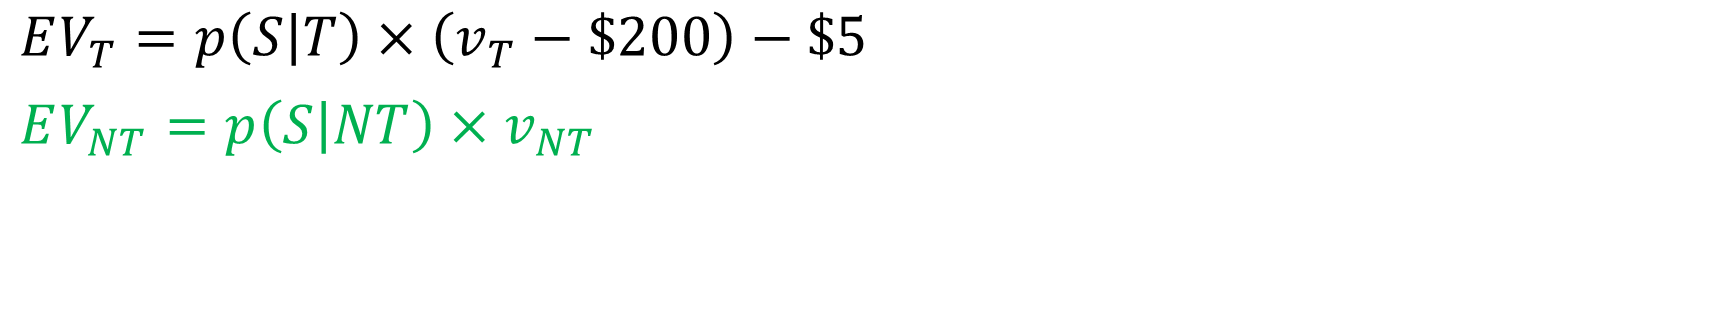 EV_T = p(S|T) × (v_T − $200) − $5
EV_NT = p(S|NT) × v_NT